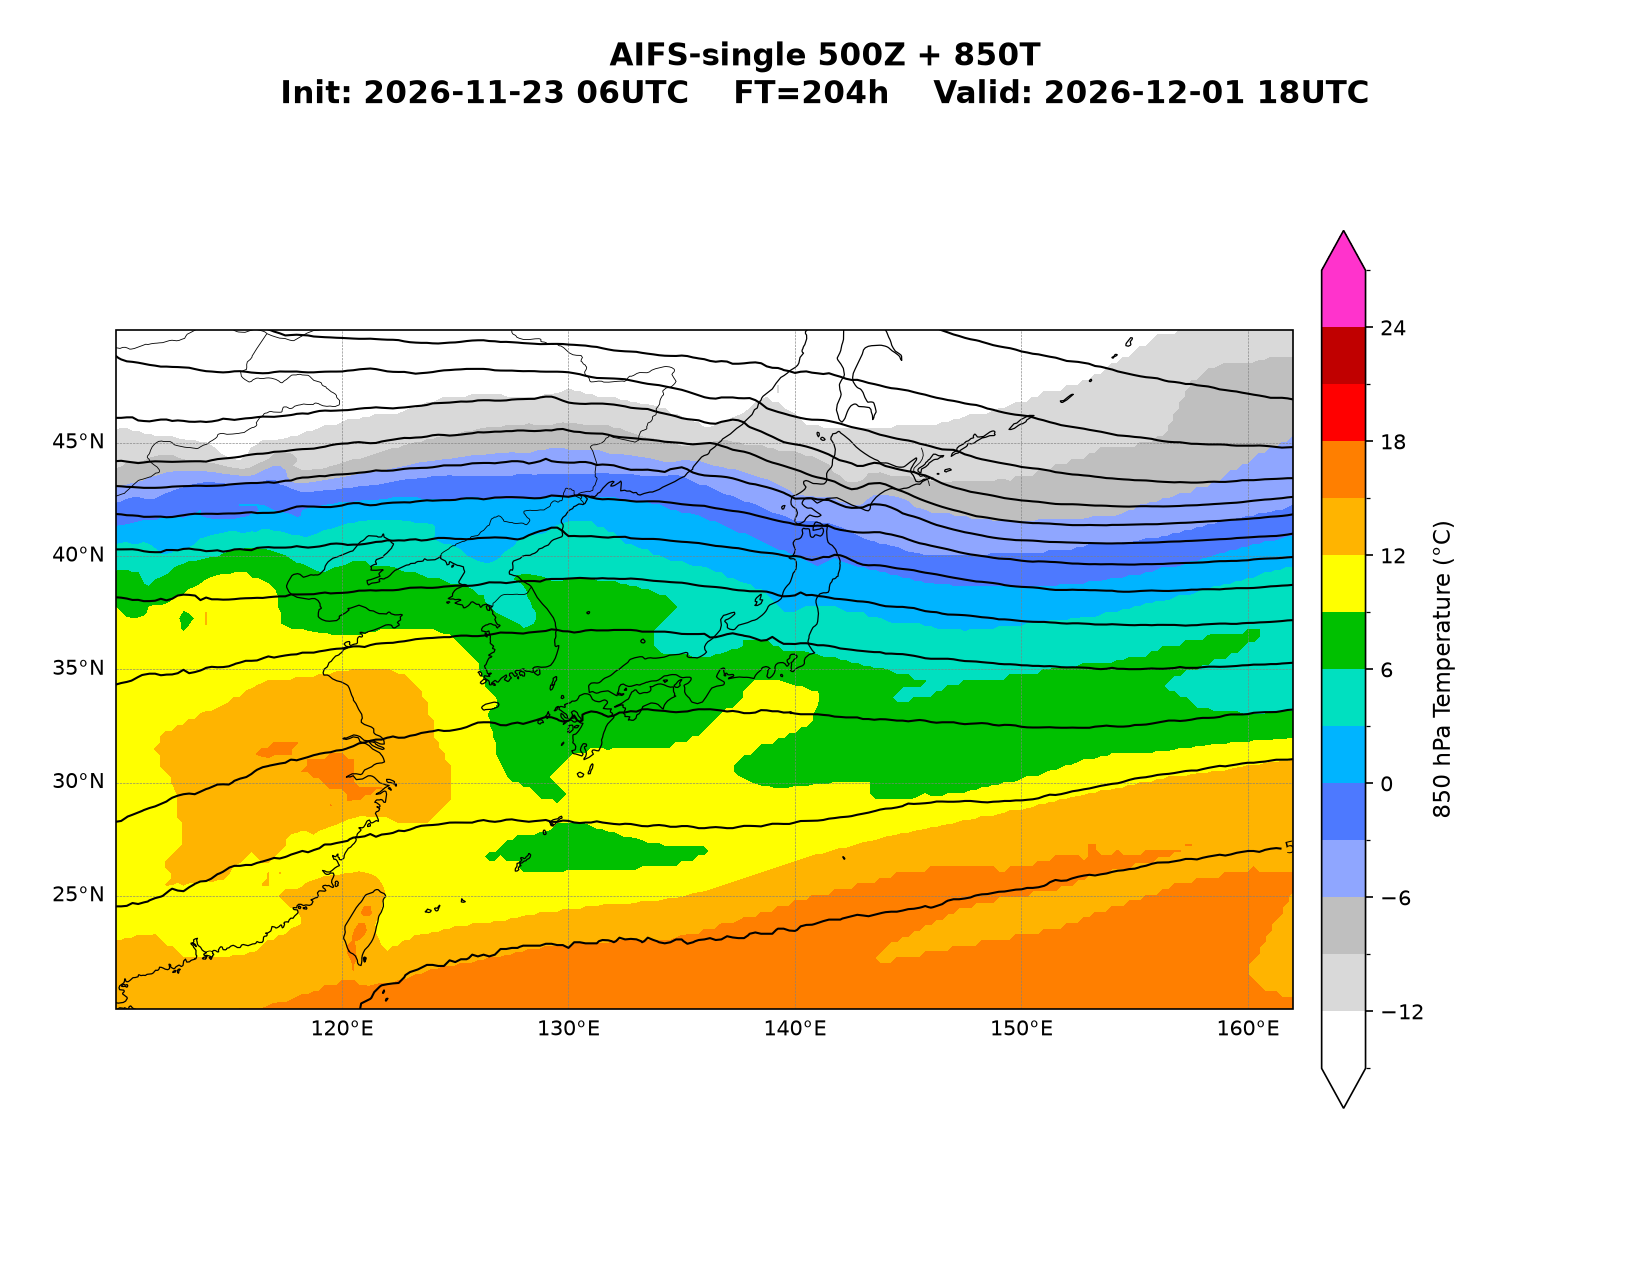 AIFS-single 500Z + 850T
Init: 2026-11-23 06UTC    FT=204h    Valid: 2026-12-01 18UTC
45°N
40°N
35°N
30°N
25°N
120°E
130°E
140°E
150°E
160°E
24
18
12
6
0
−6
−12
850 hPa Temperature (°C)